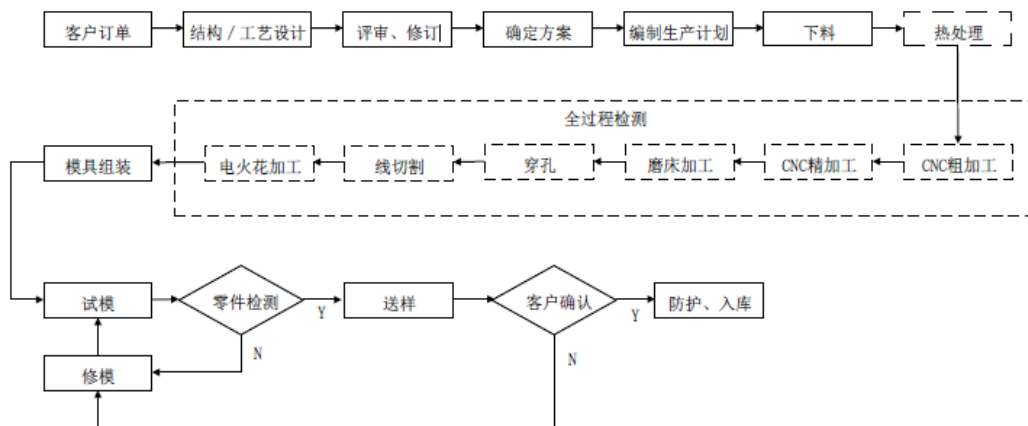 客户订单
结构／工艺设计
评审、修订
确定方案
编制生产计划
下料
热处理
全过程检测
模具组装
电火花加工
线切割
穿孔
磨床加工
CNC精加工
CNC粗加工
试模
零件检测
Y
送样
客户确认
Y
防护、入库
N
N
修模